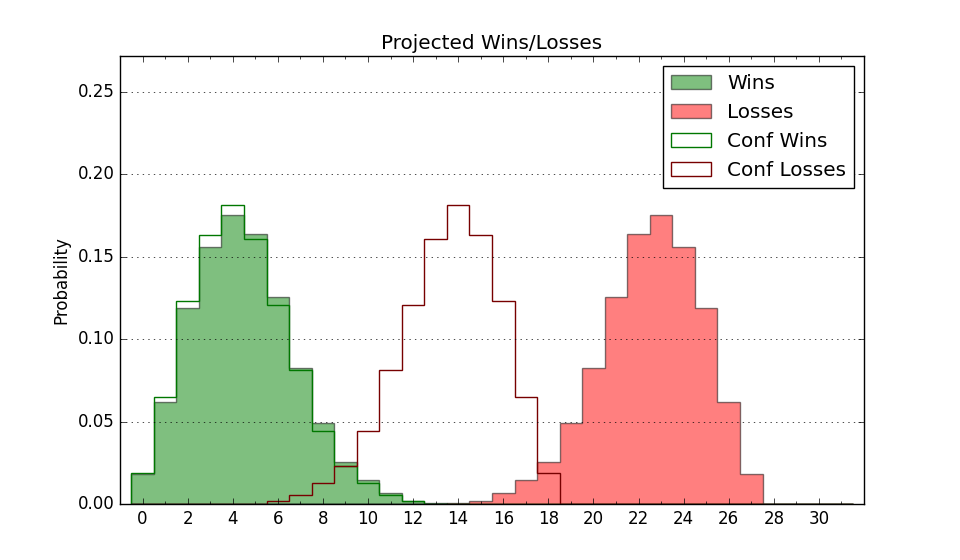 Projected Wins/Losses
Wins
Losses
Conf Wins
Conf Losses
Probability
0.25
0.20
0.15
0.10
0.05
0.00
0 2 4 6 8 10 12 14 16 18 20 22 24 26 28 30